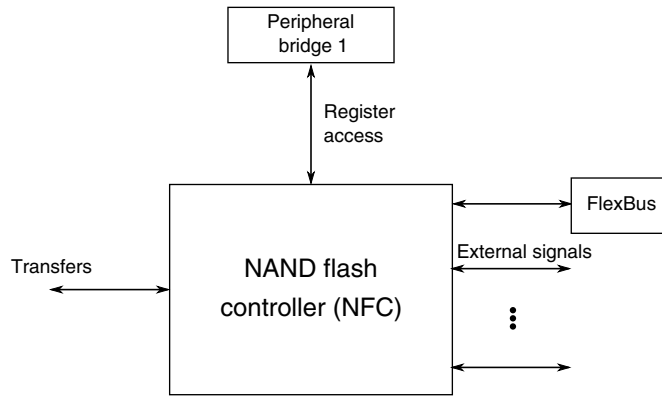 Peripheral
bridge 1
Register
access
FlexBus
External signals
Transfers
NAND flash
controller (NFC)